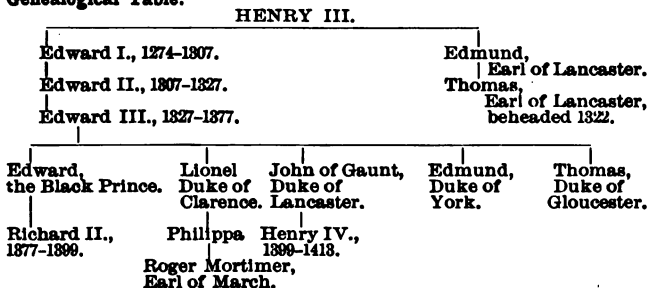 Genealogical Table.
HENRY III.
Edward I., 1274–1307.
Edward II., 1307–1327.
Edward III., 1327–1377.
Edmund,
Earl of Lancaster.
Thomas,
Earl of Lancaster,
beheaded 1322.
Edward,
the Black Prince.
Lionel
Duke of
Clarence.
John of Gaunt,
Duke of
Lancaster.
Edmund,
Duke of
York.
Thomas,
Duke of
Gloucester.
Richard II.,
1377–1399.
Philippa
Henry IV.,
1399–1413.
Roger Mortimer,
Earl of March.